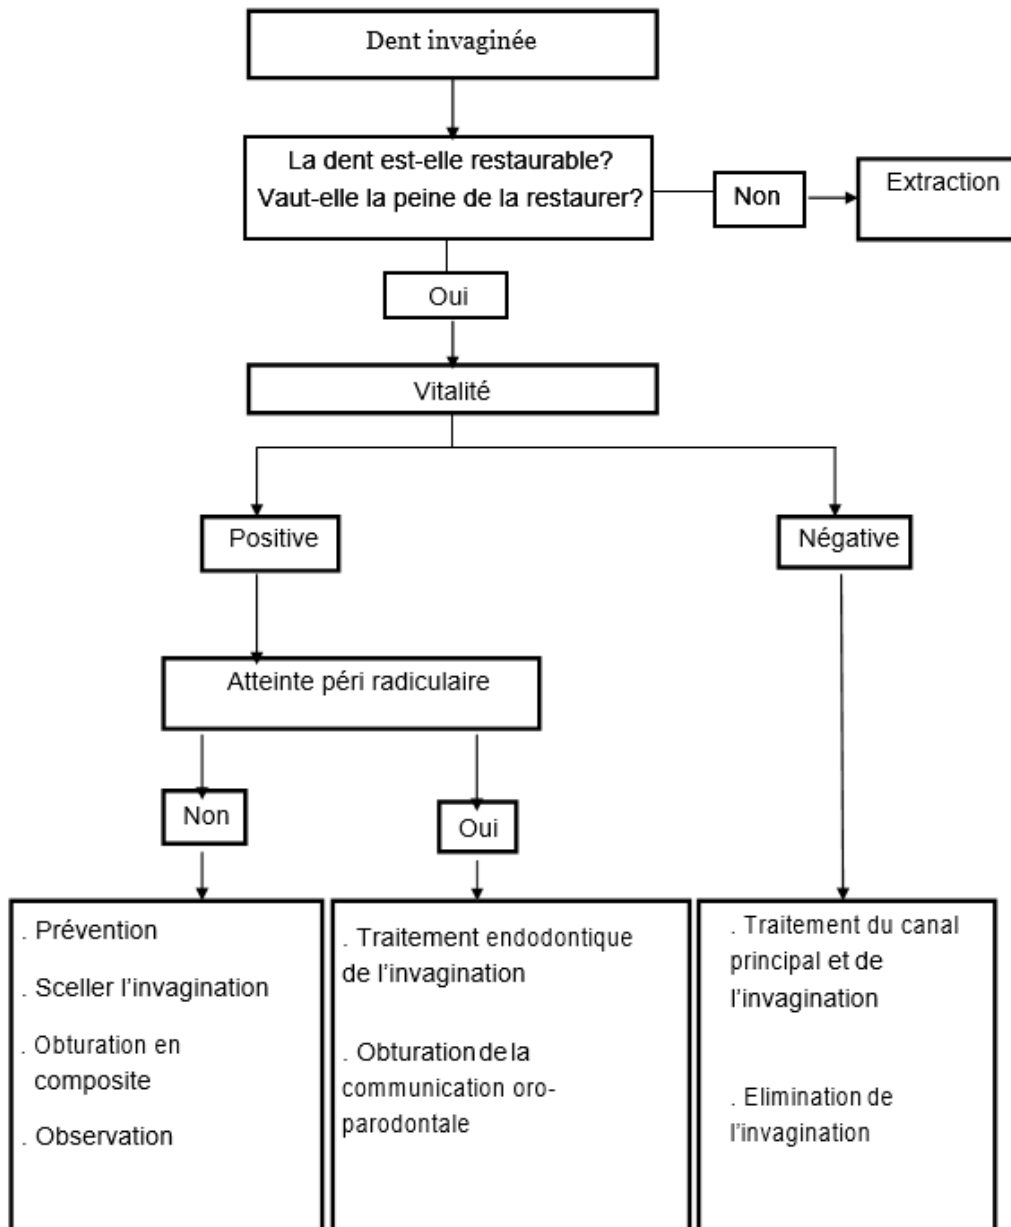 Dent invaginée
La dent est-elle restaurable?
Vaut-elle la peine de la restaurer?
Non
Extraction
Oui
Vitalité
Positive
Négative
Atteinte péri radiculaire
Non
Oui
. Prévention
. Sceller l’invagination
. Obturation en
composite
. Observation
. Traitement endodontique
de l’invagination
. Obturation de la
communication oro-
parodontale
. Traitement du canal
principal et de
l’invagination
. Elimination de
l’invagination